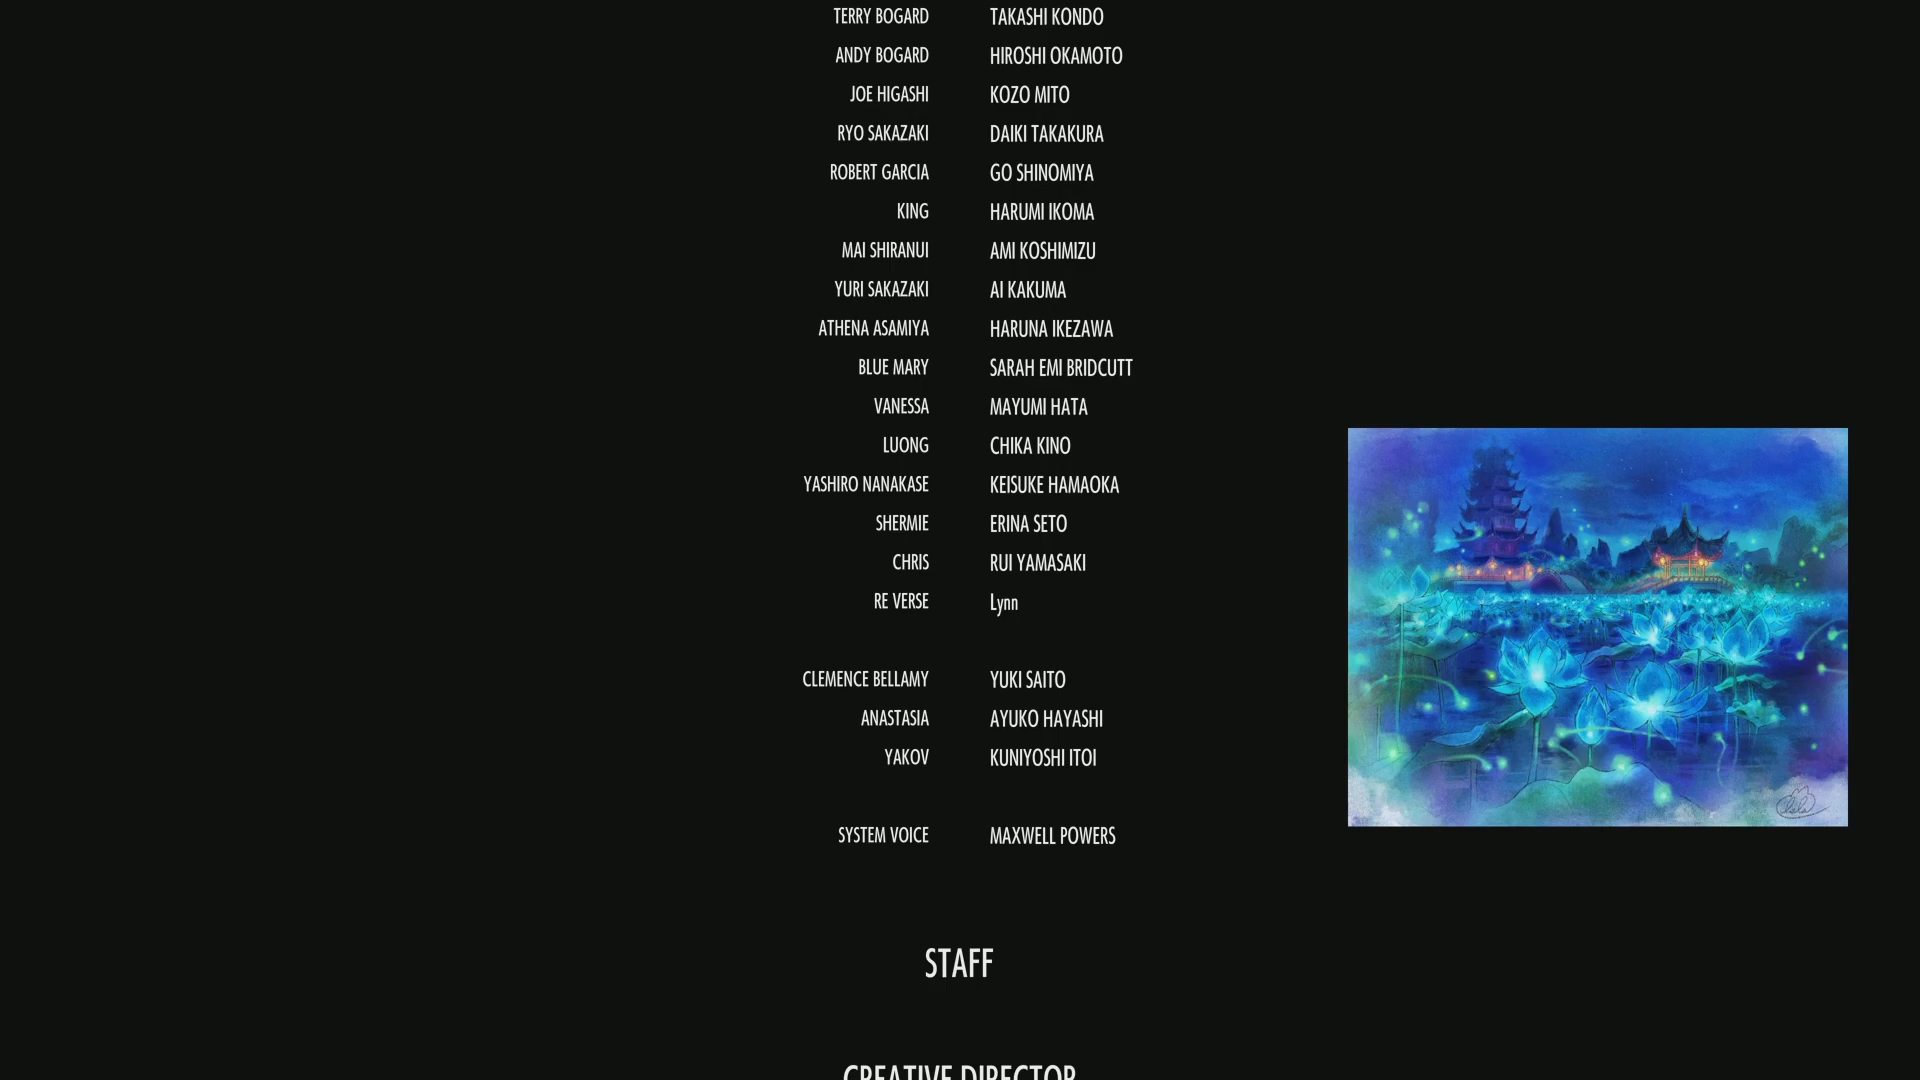 TERRY BOGARD TAKASHI KONDO
ANDY BOGARD HIROSHI OKAMOTO
JOE HIGASHI KOZO MITO
RYO SAKAZAKI DAIKI TAKAKURA
ROBERT GARCIA GO SHINOMIYA
KING HARUMI IKOMA
MAI SHIRANUI AMI KOSHIMIZU
YURI SAKAZAKI AI KAKUMA
ATHENA ASAMIYA HARUNA IKEZAWA
BLUE MARY SARAH EMI BRIDCUTT
VANESSA MAYUMI HATA
LUONG CHIKA KINO
YASHIRO NANAKASE KEISUKE HAMAOKA
SHERMIE ERINA SETO
CHRIS RUI YAMASAKI
RE VERSE Lynn
CLEMENCE BELLAMY YUKI SAITO
ANASTASIA AYUKO HAYASHI
YAKOV KUNIYOSHI ITOI
SYSTEM VOICE MAXWELL POWERS
STAFF
CREATIVE DIRECTOR